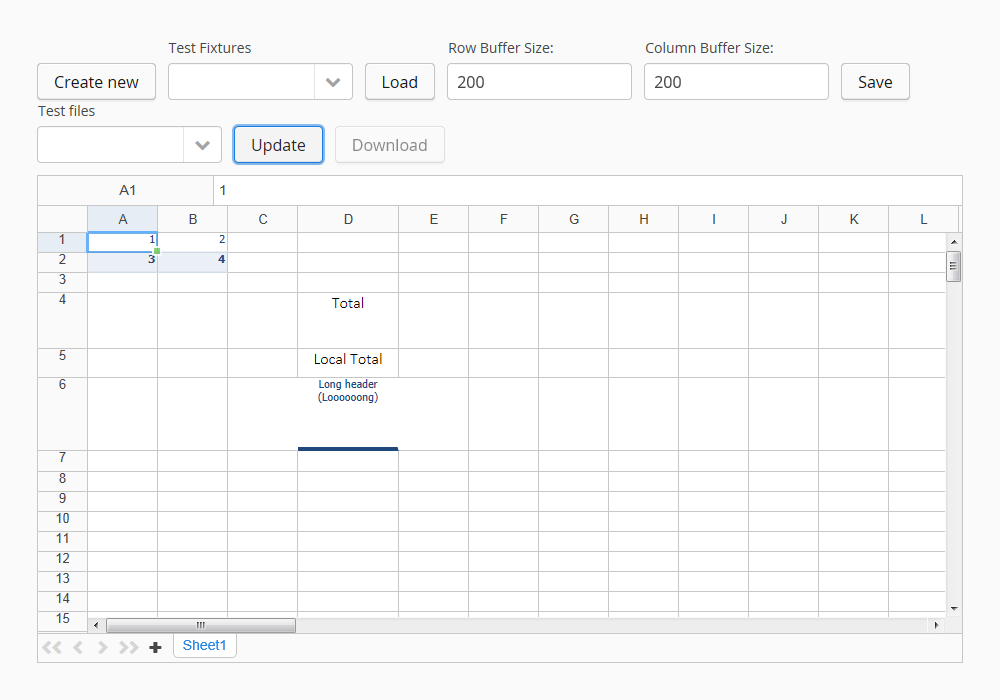 Test Fixtures Row Buffer Size: Column Buffer Size:
Create new Load 200 200 Save
Test files
Update Download
A1 1
A B C D E F G H I J K L
1 1 2
2 3 4
3
4 Total
5 Local Total
6 Long header
(Loooooong)
7
8
9
10
11
12
13
14
15
Sheet1